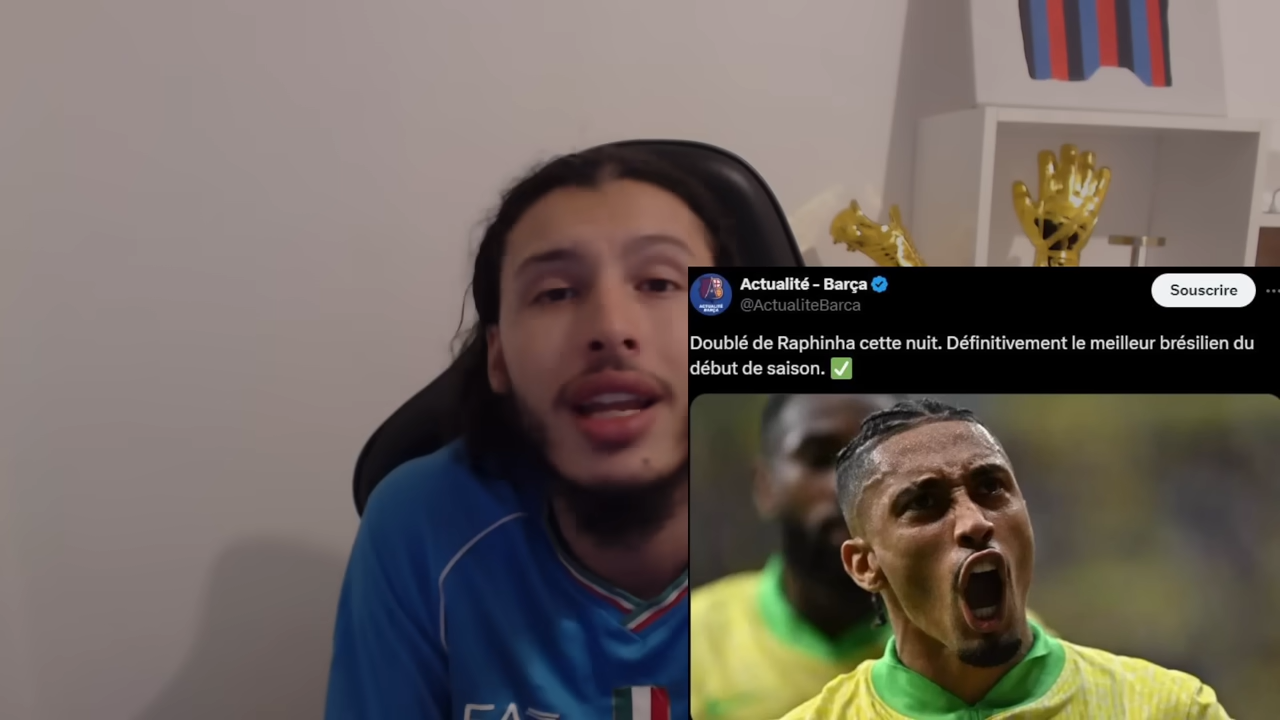 Actualité - Barça
@ActualiteBarca
Souscrire
Doublé de Raphinha cette nuit. Définitivement le meilleur brésilien du
début de saison. ✅